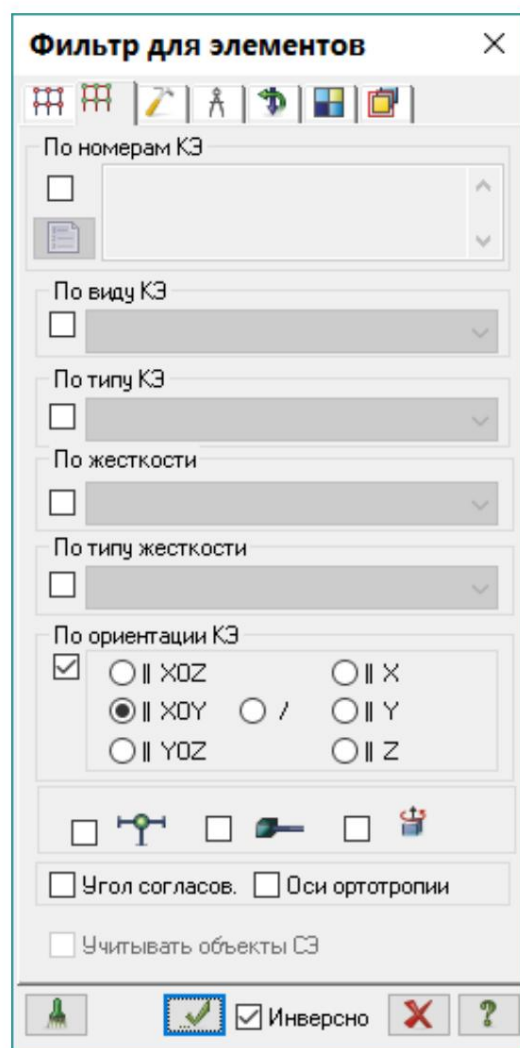 Фильтр для элементов
По номерам КЭ
По виду КЭ
По типу КЭ
По жесткости
По типу жесткости
По ориентации КЭ
|| XOZ || X
|| XOY / || Y
|| YOZ || Z
Угол согласов. Оси ортотропии
Учитывать объекты СЭ
Инверсно ?